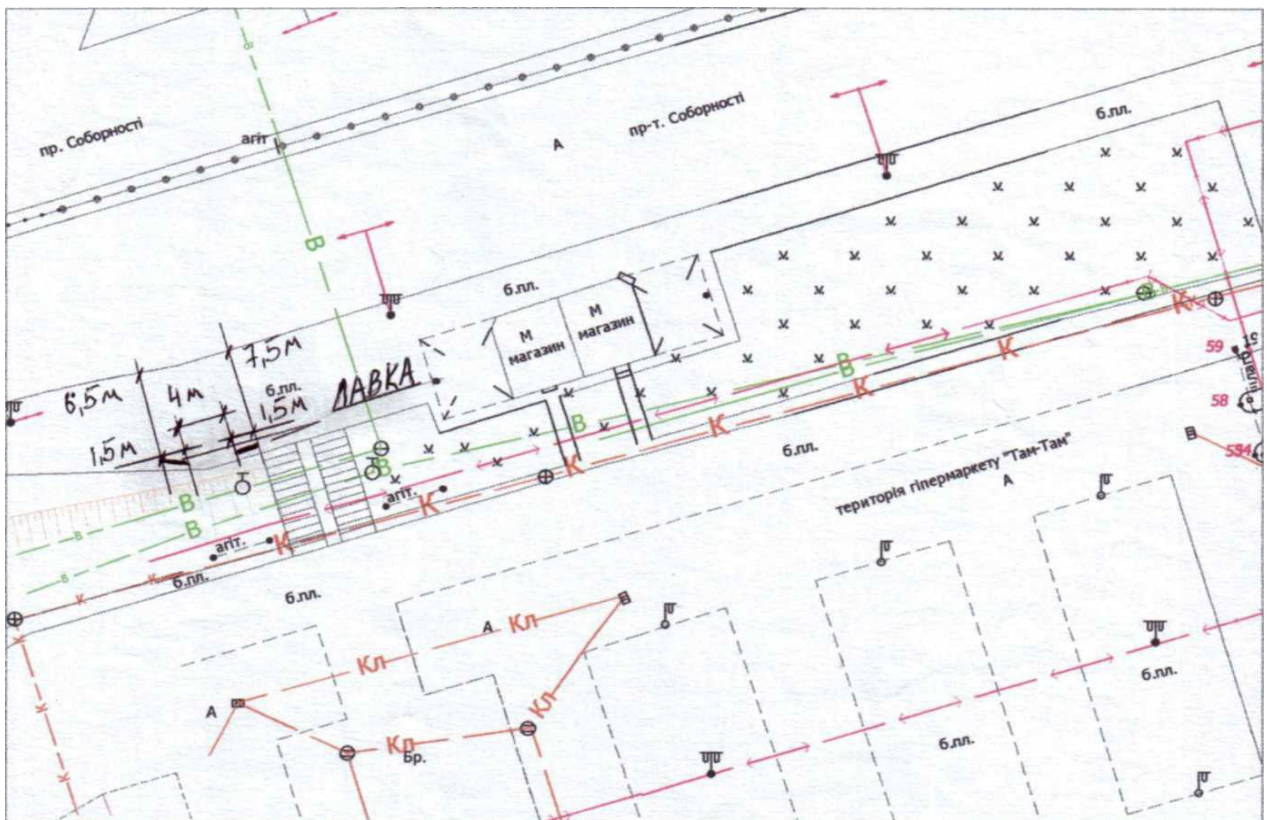 в
пр. Соборності
агіт
А
пр-т. Соборності
б.пл.
В
б.пл.
М
магазин
М
магазин
7,5м
б.пл.
6,5м
4м
1,5м
ЛАВКА
1,5м
В
К
К
59
58
В
В
К
К
К
б.пл.
територія гіпермаркету "Там-Там"
А
В
В
В
В
в
в
агіт.
К
К
агіт.
К
К
б.пл.
б.пл.
К
К
К
А
Кл
Кл
Кл
А
Кл
Бр.
б.пл.
б.пл.